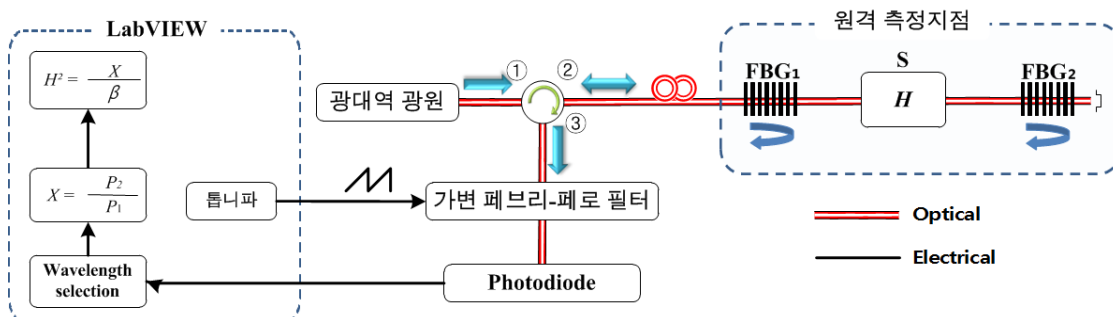 LabVIEW
H² = X / β
X = P₂ / P₁
Wavelength
selection
톱니파
광대역 광원
①
②
③
가변 페브리-페로 필터
Photodiode
원격 측정지점
FBG₁
S
H
FBG₂
Optical
Electrical